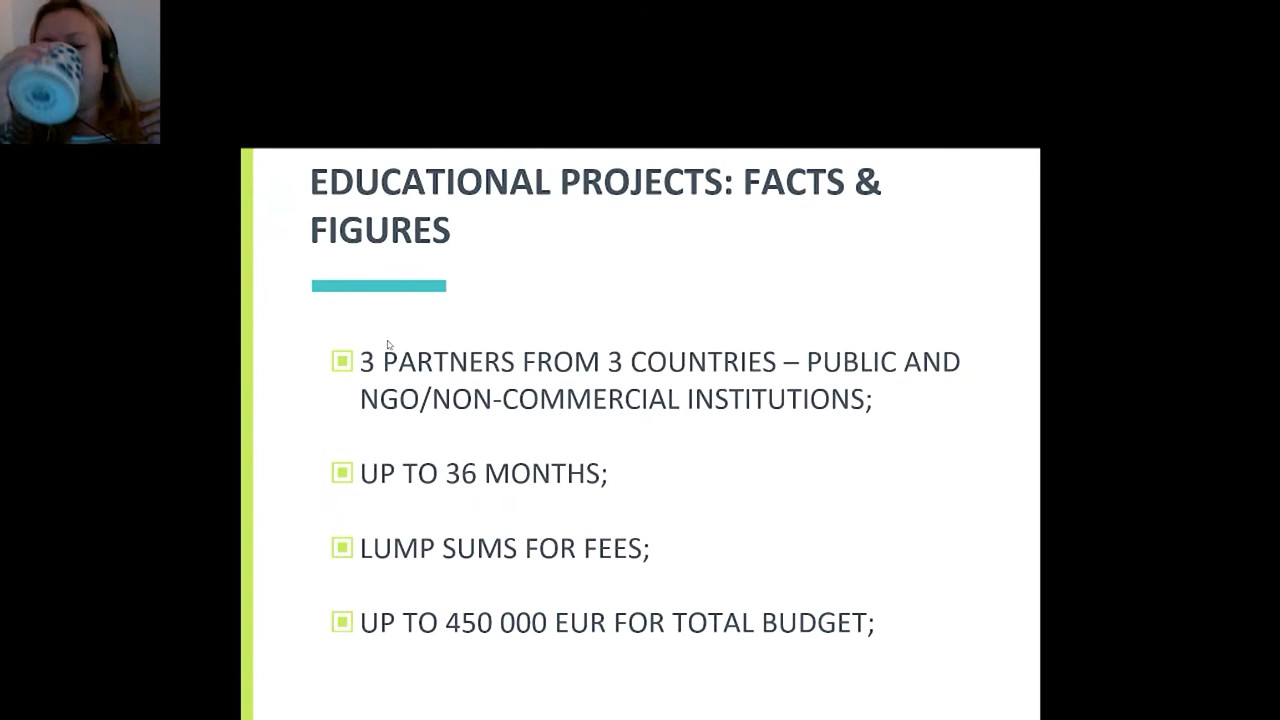 EDUCATIONAL PROJECTS: FACTS &
FIGURES
3 PARTNERS FROM 3 COUNTRIES – PUBLIC AND
NGO/NON-COMMERCIAL INSTITUTIONS;
UP TO 36 MONTHS;
LUMP SUMS FOR FEES;
UP TO 450 000 EUR FOR TOTAL BUDGET;